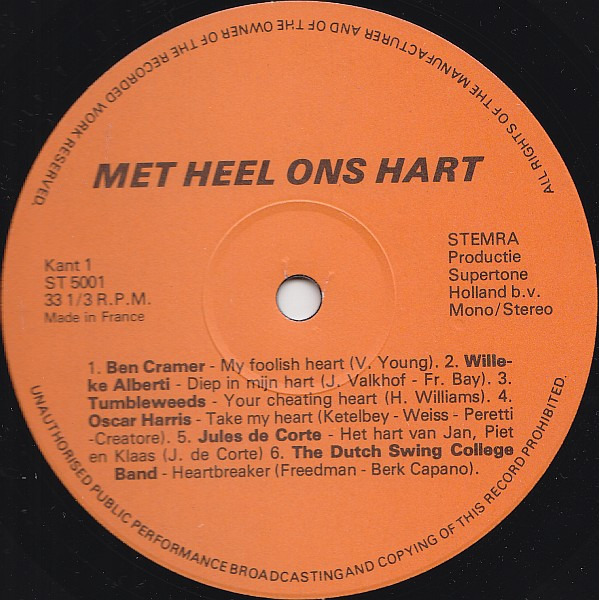 ALL RIGHTS OF THE MANUFACTURER AND OF THE OWNER OF THE RECORDED WORK RESERVED.
MET HEEL ONS HART
Kant 1
ST 5001
33 1/3 R.P.M.
Made in France
STEMRA
Productie
Supertone
Holland b.v.
Mono/Stereo
1. Ben Cramer - My foolish heart (V. Young). 2. Wille-
ke Alberti - Diep in mijn hart (J. Valkhof - Fr. Bay). 3.
Tumbleweeds - Your cheating heart (H. Williams). 4.
Oscar Harris - Take my heart (Ketelbey - Weiss - Peretti
-Creatore). 5. Jules de Corte - Het hart van Jan, Piet
en Klaas (J. de Corte) 6. The Dutch Swing College
Band - Heartbreaker (Freedman - Berk Capano).
UNAUTHORISED PUBLIC PERFORMANCE BROADCASTING AND COPYING OF THIS RECORD PROHIBITED.